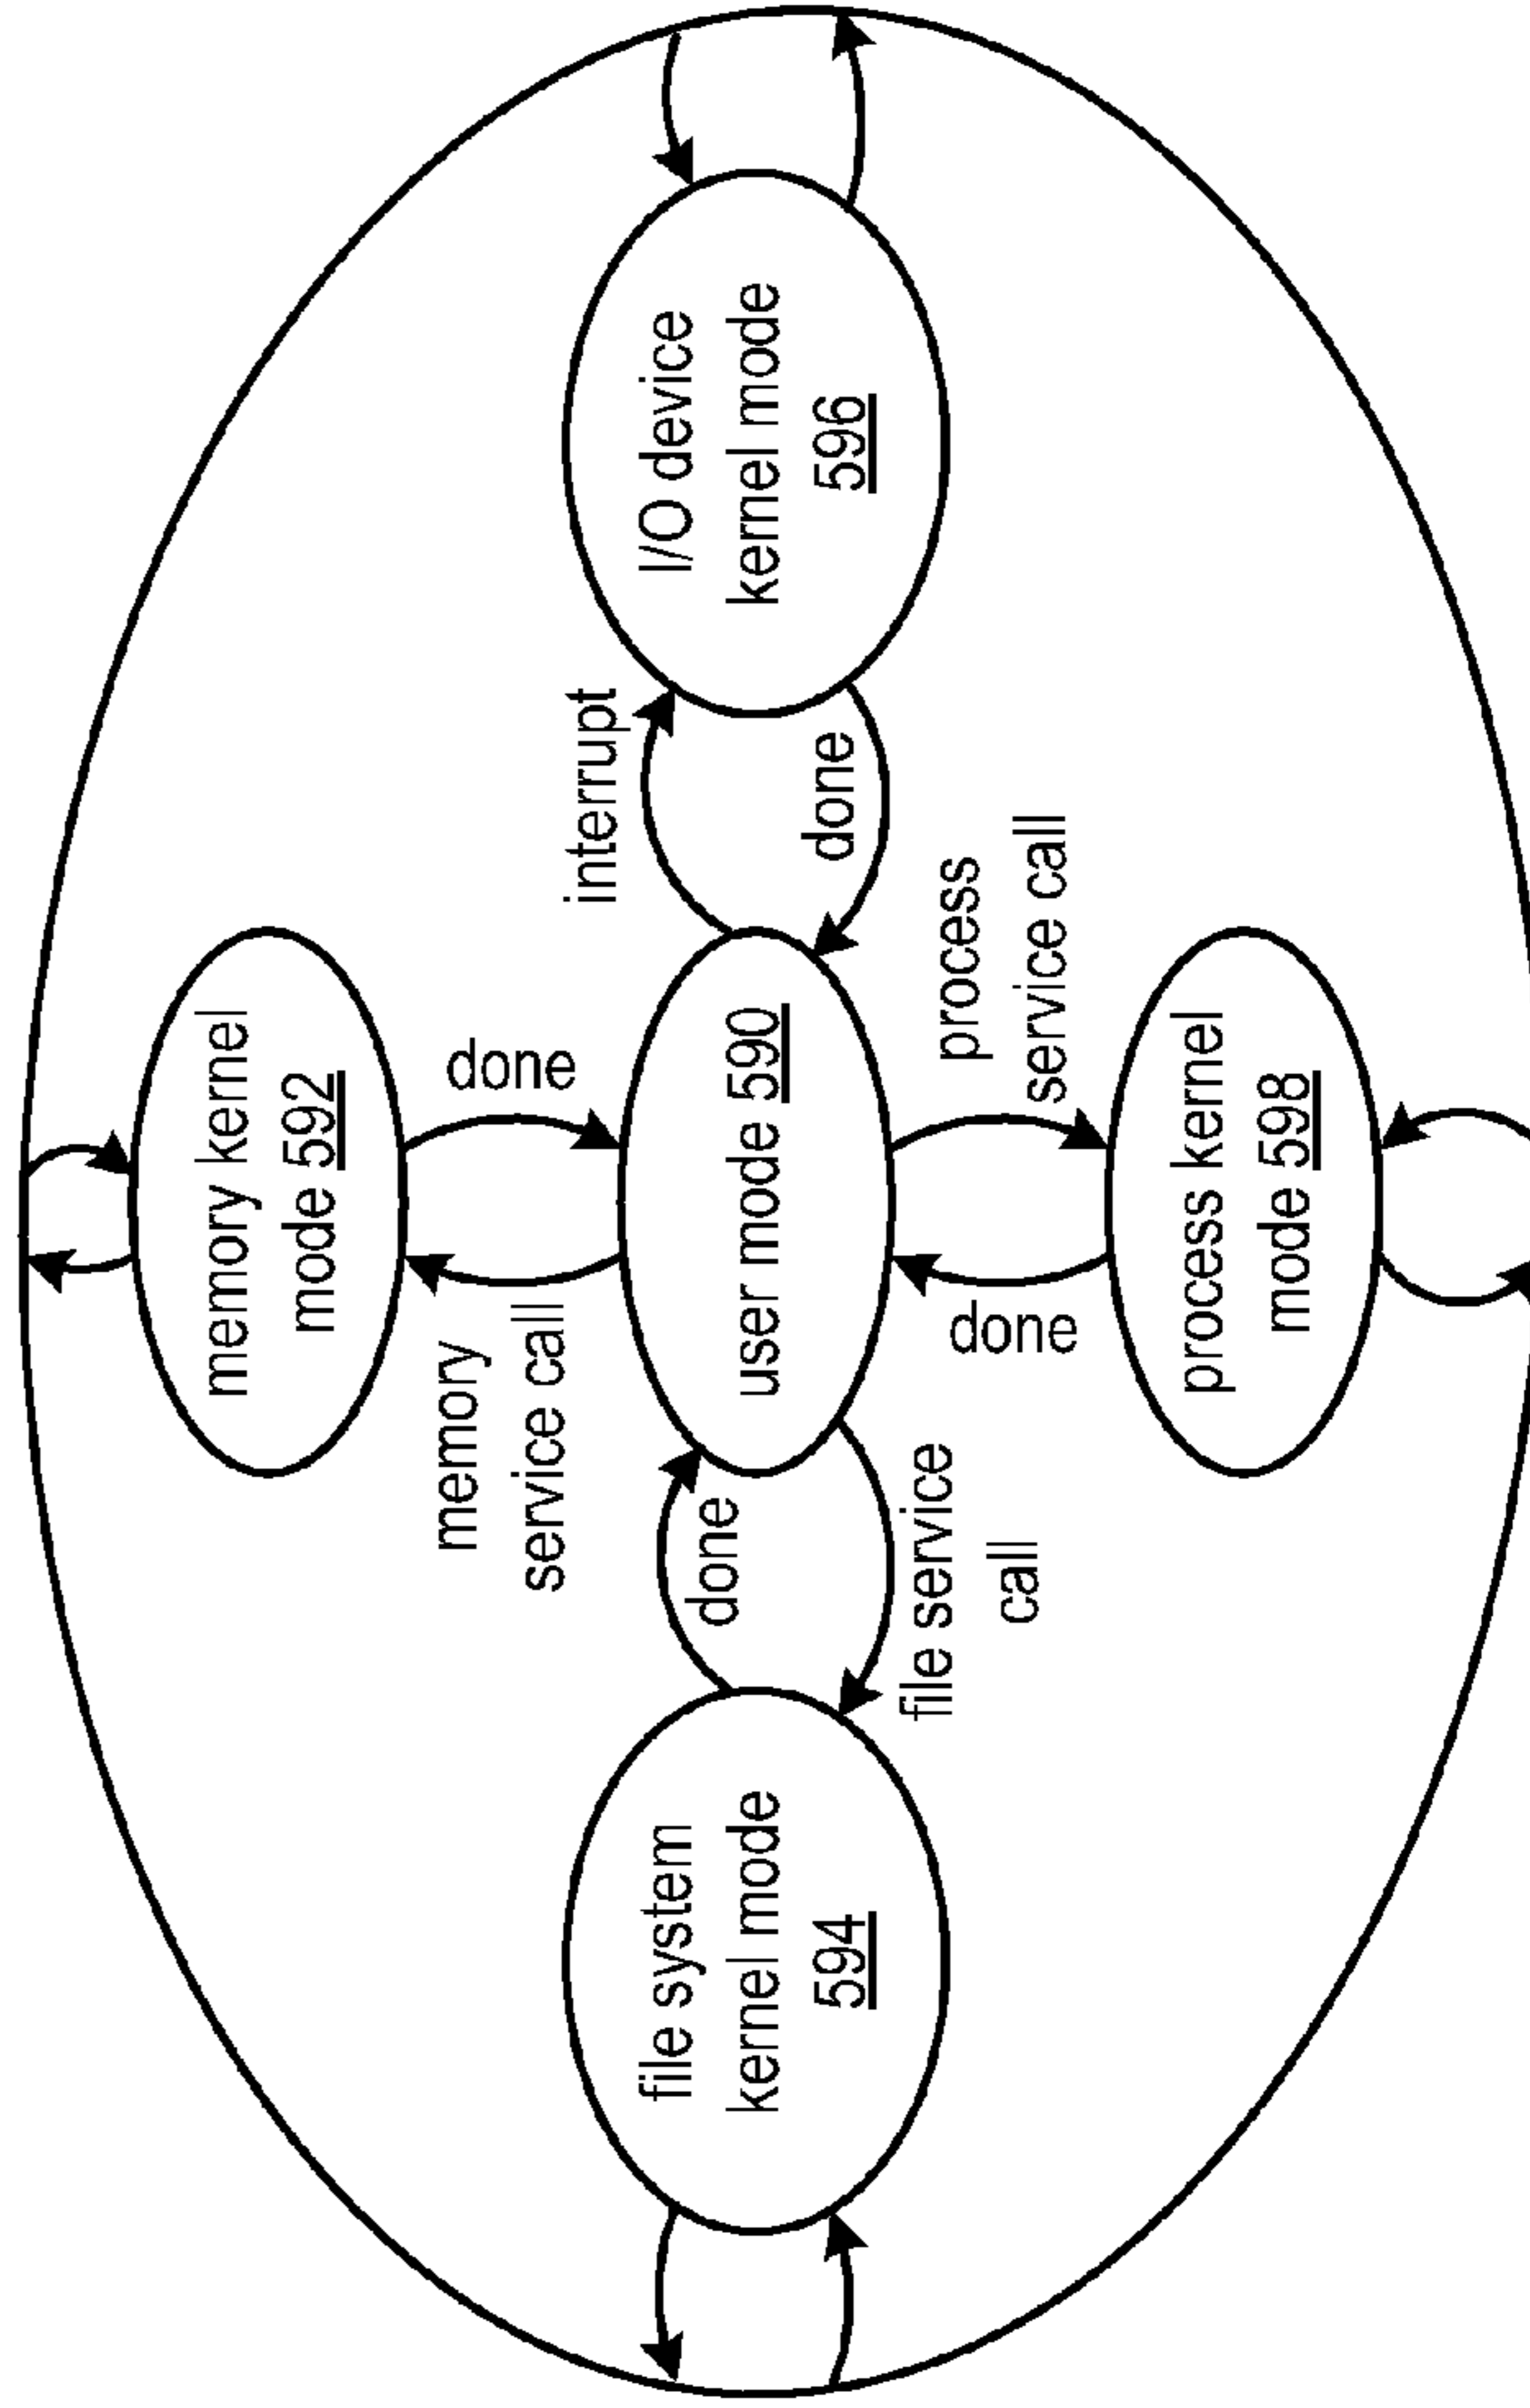 memory kernel
mode 592
memory
service call
done
file system
kernel mode
594
done
file service
call
user mode 590
interrupt
done
I/O device
kernel mode
596
done
process
service call
process kernel
mode 598